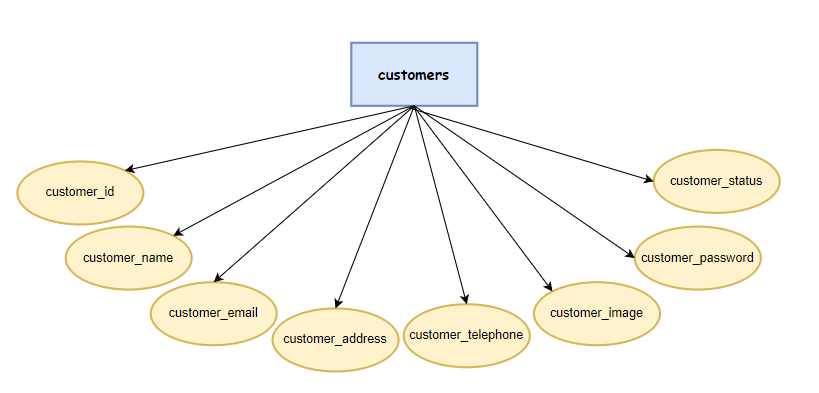 customers
customer_id
customer_name
customer_email
customer_address
customer_telephone
customer_image
customer_password
customer_status